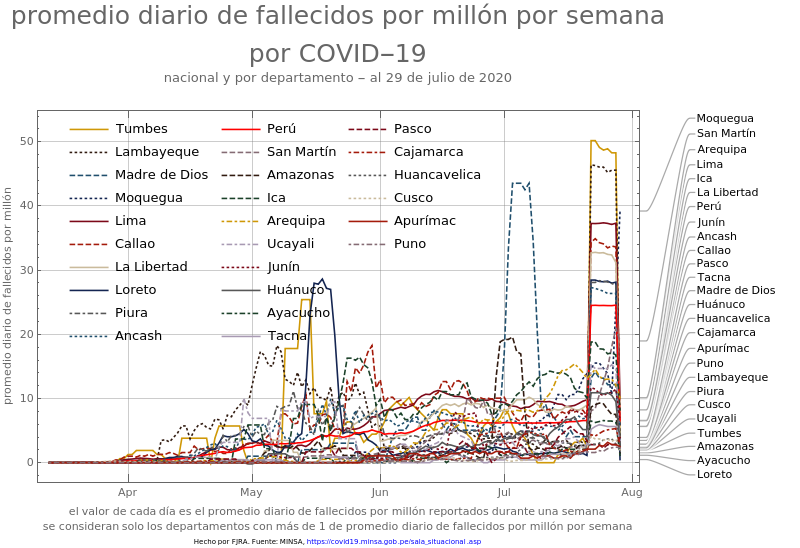 promedio diario de fallecidos por millón por semana
por COVID−19
nacional y por departamento − al 29 de julio de 2020
promedio diario de fallecidos por millón
50
40
30
20
10
0
Apr
May
Jun
Jul
Aug
Tumbes
Lambayeque
Madre de Dios
Moquegua
Lima
Callao
La Libertad
Loreto
Piura
Ancash
Perú
San Martín
Amazonas
Ica
Arequipa
Ucayali
Junín
Huánuco
Ayacucho
Tacna
Pasco
Cajamarca
Huancavelica
Cusco
Apurímac
Puno
Moquegua
San Martín
Arequipa
Lima
Ica
La Libertad
Perú
Junín
Ancash
Callao
Pasco
Tacna
Madre de Dios
Huánuco
Huancavelica
Cajamarca
Apurímac
Puno
Lambayeque
Piura
Cusco
Ucayali
Tumbes
Amazonas
Ayacucho
Loreto
el valor de cada día es el promedio diario de fallecidos por millón reportados durante una semana
se consideran solo los departamentos con más de 1 de promedio diario de fallecidos por millón por semana
Hecho por FJRA. Fuente: MINSA, https://covid19.minsa.gob.pe/sala_situacional.asp